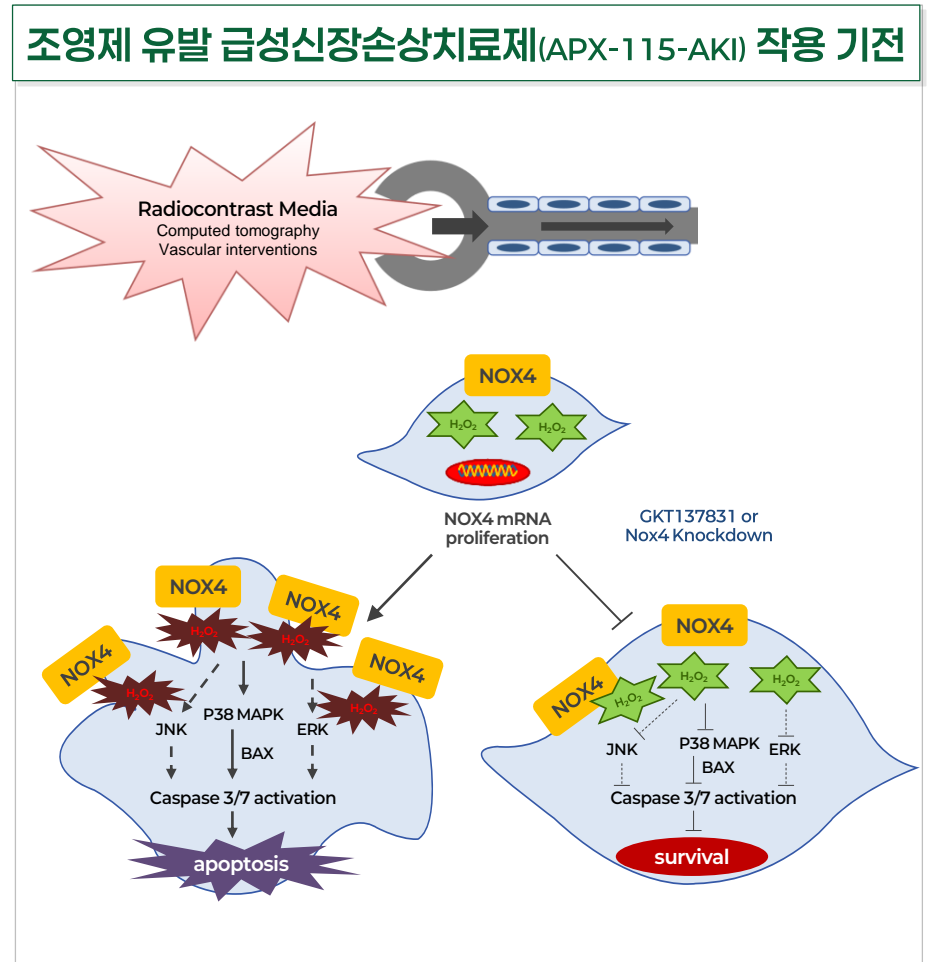 조영제 유발 급성신장손상치료제(APX-115-AKI) 작용 기전
Radiocontrast Media
Computed tomography
Vascular interventions
NOX4
H₂O₂
H₂O₂
NOX4 mRNA
proliferation
GKT137831 or
Nox4 Knockdown
NOX4
NOX4
NOX4
NOX4
H₂O₂
H₂O₂
H₂O₂
H₂O₂
JNK
P38 MAPK
ERK
BAX
Caspase 3/7 activation
apoptosis
NOX4
NOX4
H₂O₂
H₂O₂
H₂O₂
JNK
P38 MAPK
ERK
BAX
Caspase 3/7 activation
survival